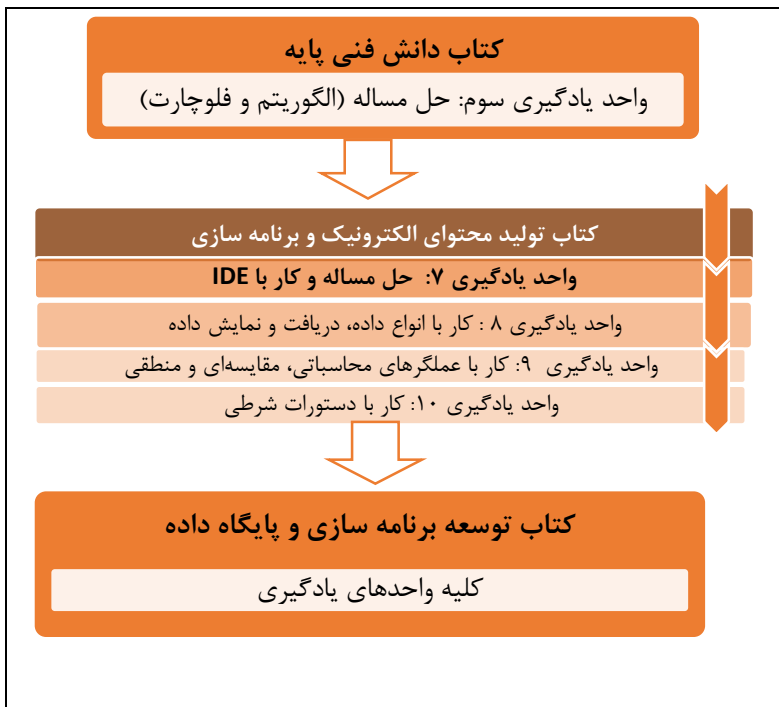 کتاب دانش فنی پایه
واحد یادگیری سوم: حل مساله (الگوریتم و فلوچارت)
کتاب تولید محتوای الکترونیک و برنامه سازی
واحد یادگیری ۷: حل مساله و کار با IDE
واحد یادگیری ۸ : کار با انواع داده، دریافت و نمایش داده
واحد یادگیری ۹: کار با عملگرهای محاسباتی، مقایسه‌ای و منطقی
واحد یادگیری ۱۰: کار با دستورات شرطی
کتاب توسعه برنامه سازی و پایگاه داده
کلیه واحدهای یادگیری